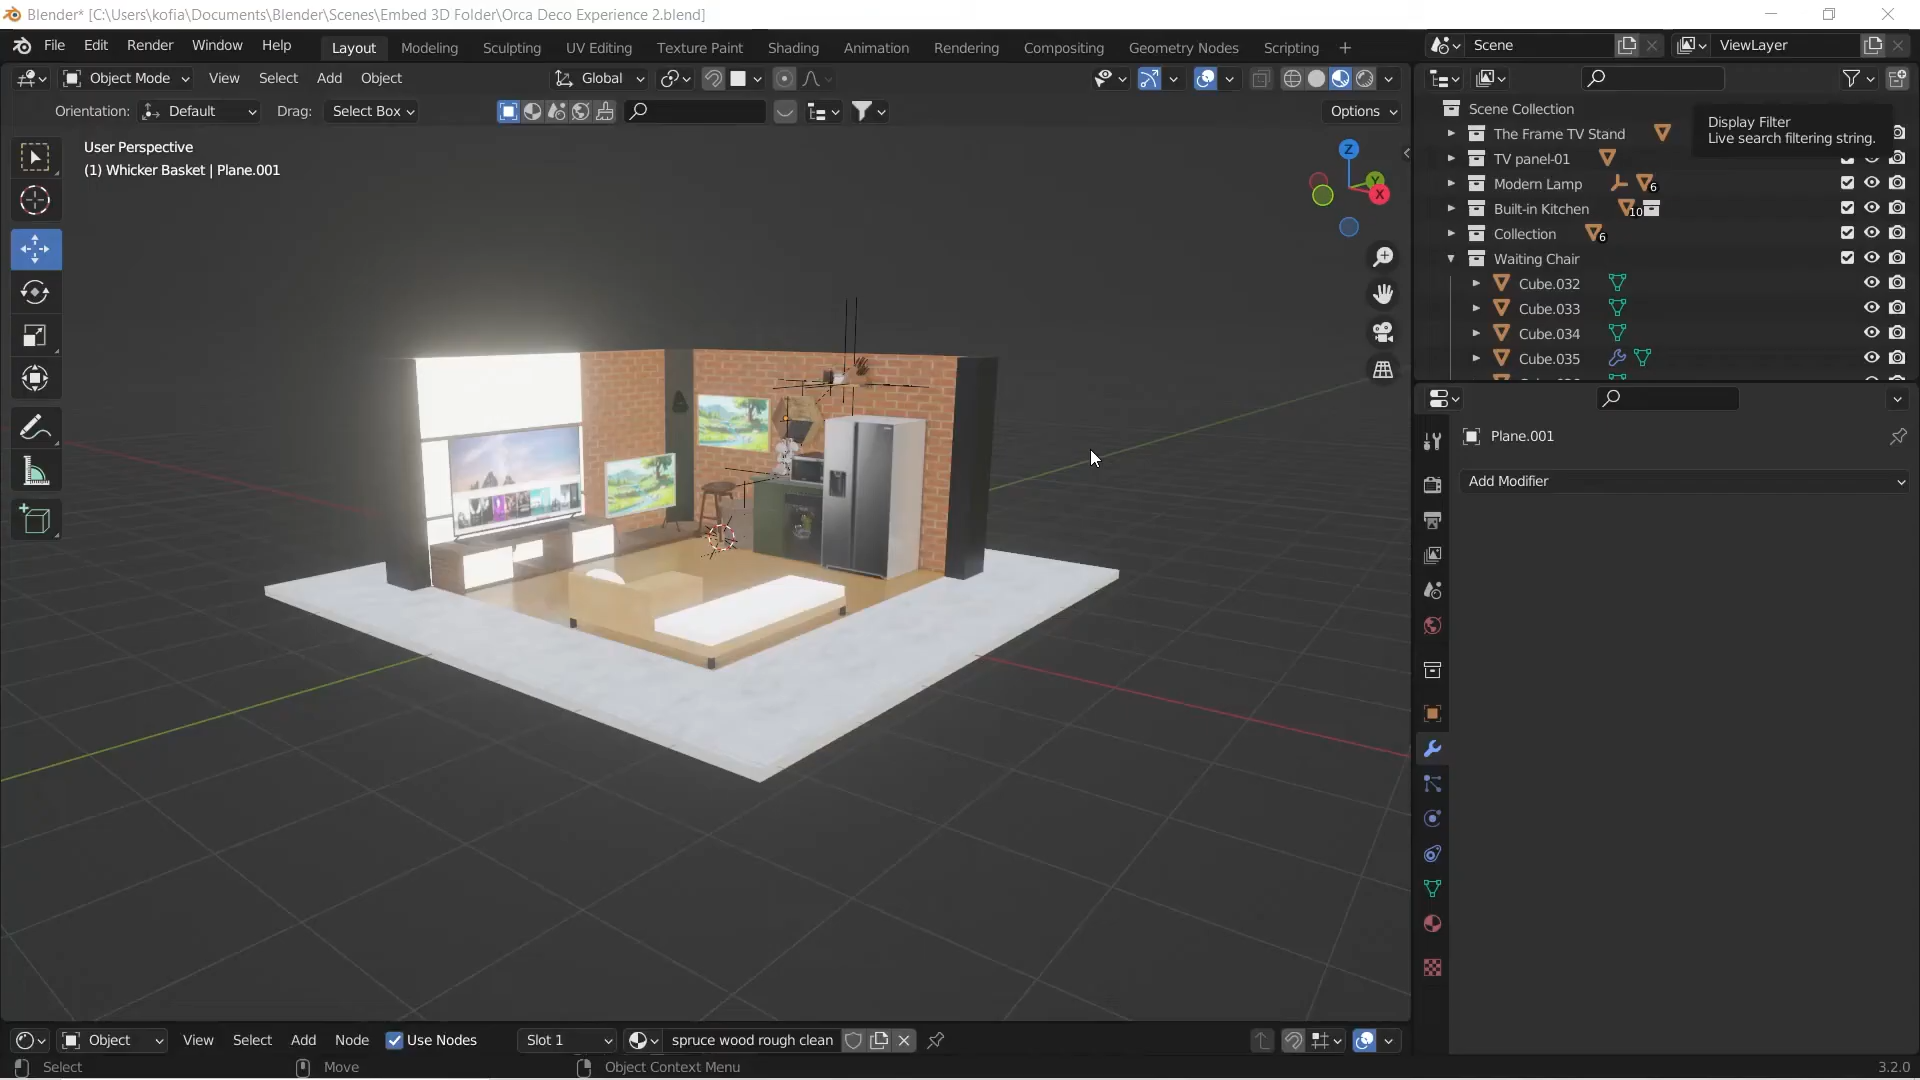 Blender* [C:\Users\kofia\Documents\Blender\Scenes\Embed 3D Folder\Orca Deco Experience 2.blend]
File Edit Render Window Help Layout Modeling Sculpting UV Editing Texture Paint Shading Animation Rendering Compositing Geometry Nodes Scripting Scene ViewLayer
Object Mode View Select Add Object Global
Orientation: Default Drag: Select Box Options
User Perspective
(1) Whicker Basket | Plane.001
Z
Y
X
Scene Collection
The Frame TV Stand
TV panel-01
Modern Lamp 6
Built-in Kitchen 10
Collection 6
Waiting Chair
Cube.032
Cube.033
Cube.034
Cube.035
Display Filter
Live search filtering string.
Plane.001
Add Modifier
Object View Select Add Node Use Nodes Slot 1 spruce wood rough clean
Select Move Object Context Menu 3.2.0